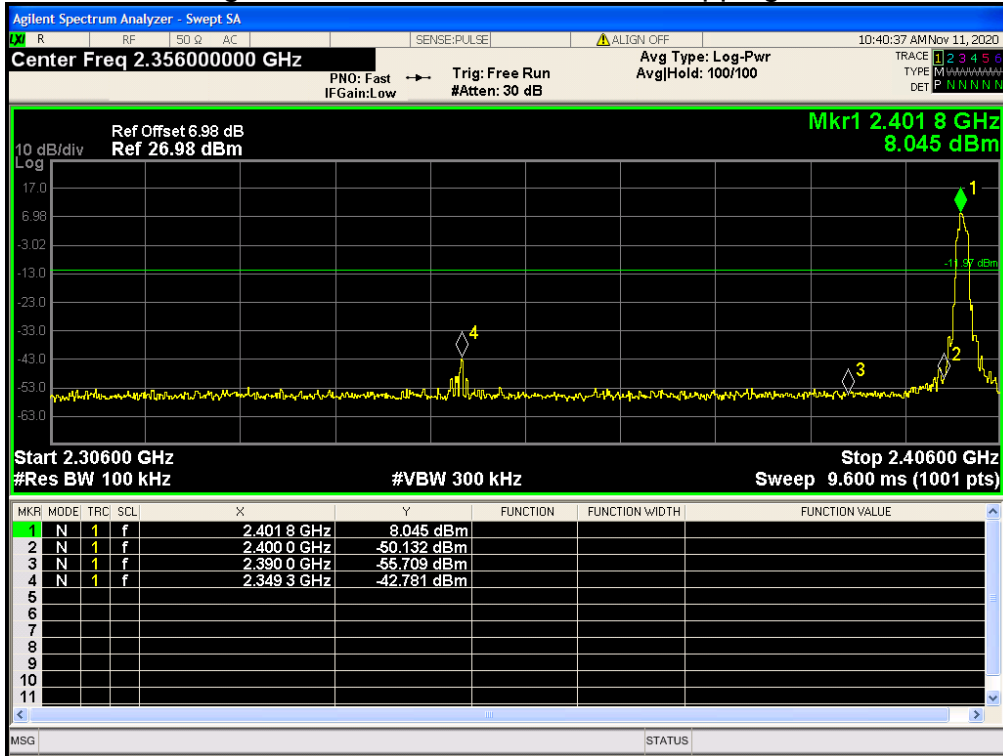 Agilent Spectrum Analyzer - Swept SA
LXI R RF 50 Ω AC SENSE:PULSE ALIGN OFF 10:40:37 AM Nov 11, 2020
Center Freq 2.356000000 GHz Avg Type: Log-Pwr TRACE 1 2 3 4 5 6
PNO: Fast Trig: Free Run Avg|Hold: 100/100 TYPE M
IFGain:Low #Atten: 30 dB DET P N N N N N
Mkr1 2.401 8 GHz
8.045 dBm
Ref Offset 6.98 dB
10 dB/div Ref 26.98 dBm
Log
17.0
6.98
-3.02
-13.0
-23.0
-33.0
-43.0
-53.0
-63.0
1
-11.97 dBm
4
2
3
Start 2.30600 GHz Stop 2.40600 GHz
#Res BW 100 kHz #VBW 300 kHz Sweep 9.600 ms (1001 pts)
MKR MODE TRC SCL X Y FUNCTION FUNCTION WIDTH FUNCTION VALUE
1 N 1 f 2.401 8 GHz 8.045 dBm
2 N 1 f 2.400 0 GHz -50.132 dBm
3 N 1 f 2.390 0 GHz -55.709 dBm
4 N 1 f 2.349 3 GHz -42.781 dBm
5
6
7
8
9
10
11
MSG STATUS